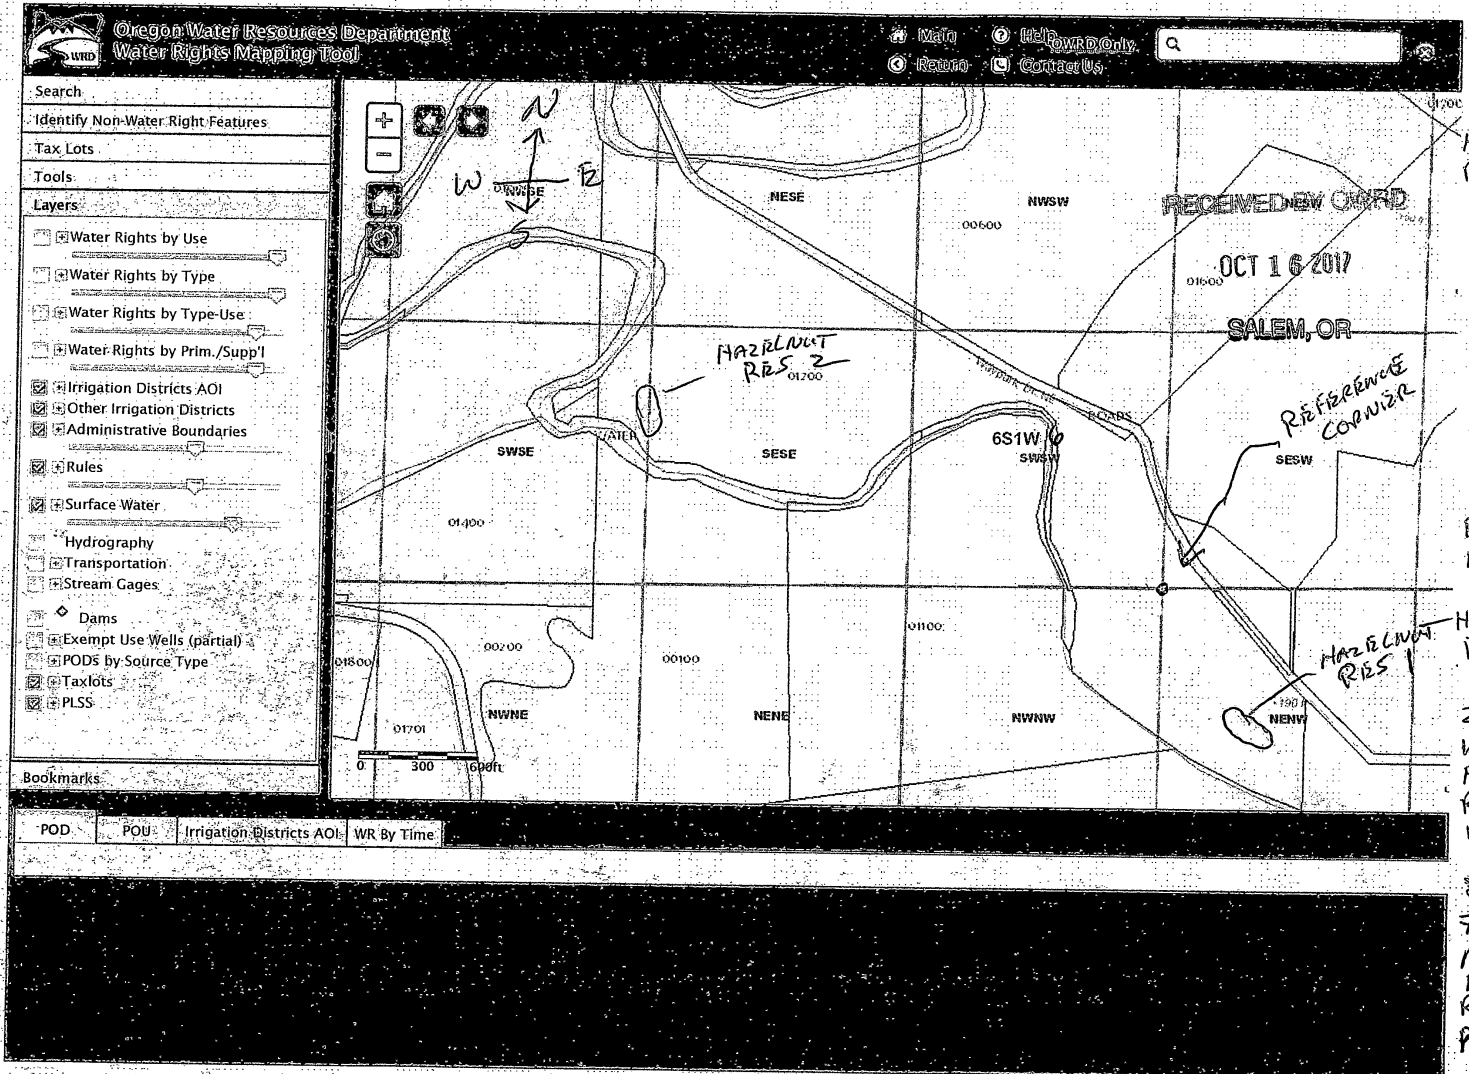 Oregon Water Resources Department
Water Rights Mapping Tool
Main
Help
OWRD Only
Return
Contact Us
WRD
Search
Identify Non-Water Right Features
Tax Lots
Tools
Layers
Water Rights by Use
Water Rights by Type
Water Rights by Type-Use
Water Rights by Prim./Supp'l
Irrigation Districts AOI
Other Irrigation Districts
Administrative Boundaries
Rules
Surface Water
Hydrography
Transportation
Stream Gages
Dams
Exempt Use Wells (partial)
PODs by Source Type
Taxlots
PLSS
Bookmarks
N
W
E
S
NWSE
NESE
NWSW
NESW
00600
01600
RECEIVED BY OWRD
OCT 16 2017
SALEM, OR
HAZELNUT
RES 2
01200
ROADS
REFERENCE
CORNER
6S1W 6
SWSW
SESW
WATER
SWSE
SESE
01400
01100
00200
00100
01800
HAZELNUT
RES 1
NWNE
NENE
NWNW
NENW
01701
0 300 600ft
POD
POU
Irrigation Districts AOI
WR By Time